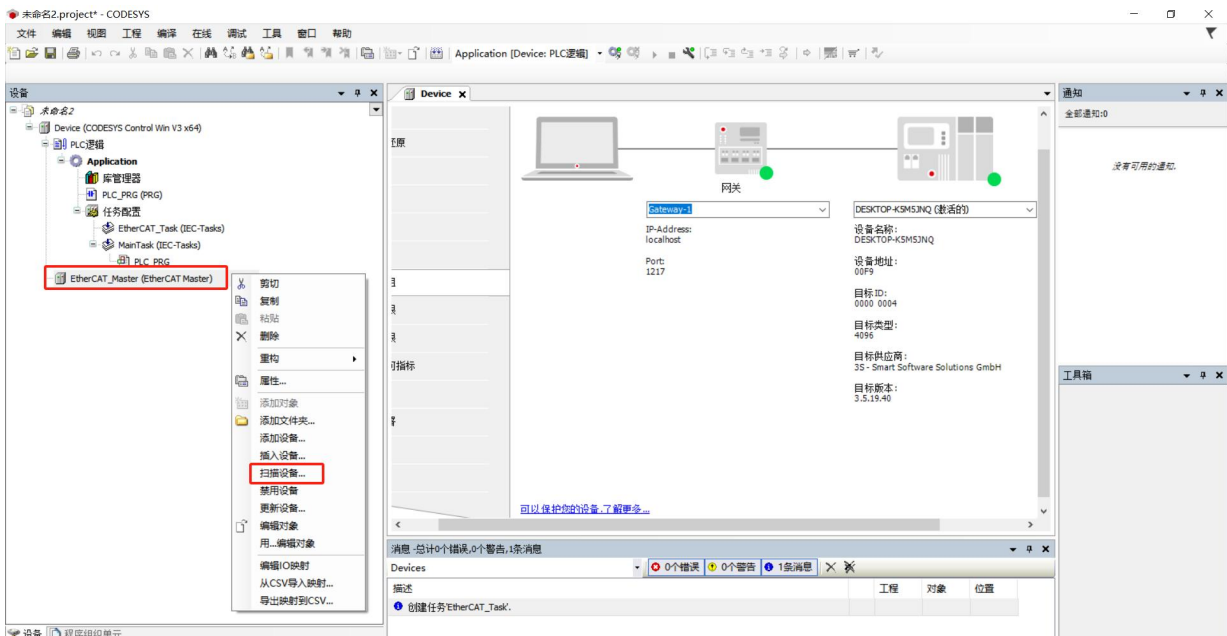 未命名2.project* - CODESYS
文件 编辑 视图 工程 编译 在线 调试 工具 窗口 帮助
Application [Device: PLC逻辑]
设备
未命名2
Device (CODESYS Control Win V3 x64)
PLC逻辑
Application
库管理器
PLC_PRG (PRG)
任务配置
EtherCAT_Task (IEC-Tasks)
MainTask (IEC-Tasks)
PLC_PRG
EtherCAT_Master (EtherCAT Master)
剪切
复制
粘贴
删除
重构
属性...
添加对象
添加文件夹...
添加设备...
插入设备...
扫描设备...
禁用设备
更新设备...
编辑对象
用...编辑对象
编辑IO映射
从CSV导入映射...
导出映射到CSV...
设备 程序组织单元
Device
网关
Gateway-1
IP-Address:
localhost
Port:
1217
DESKTOP-K5M5JNQ (激活的)
设备名称:
DESKTOP-K5M5JNQ
设备地址:
00F9
目标ID:
0000 0004
目标类型:
4096
目标供应商:
3S - Smart Software Solutions GmbH
目标版本:
3.5.19.40
可指标
可以保护您的设备.了解更多...
消息 -总计0个错误,0个警告,1条消息
Devices 0个错误 0个警告 1条消息
描述 工程 对象 位置
创建任务'EtherCAT_Task'.
通知
全部通知:0
没有可用的通知.
工具箱